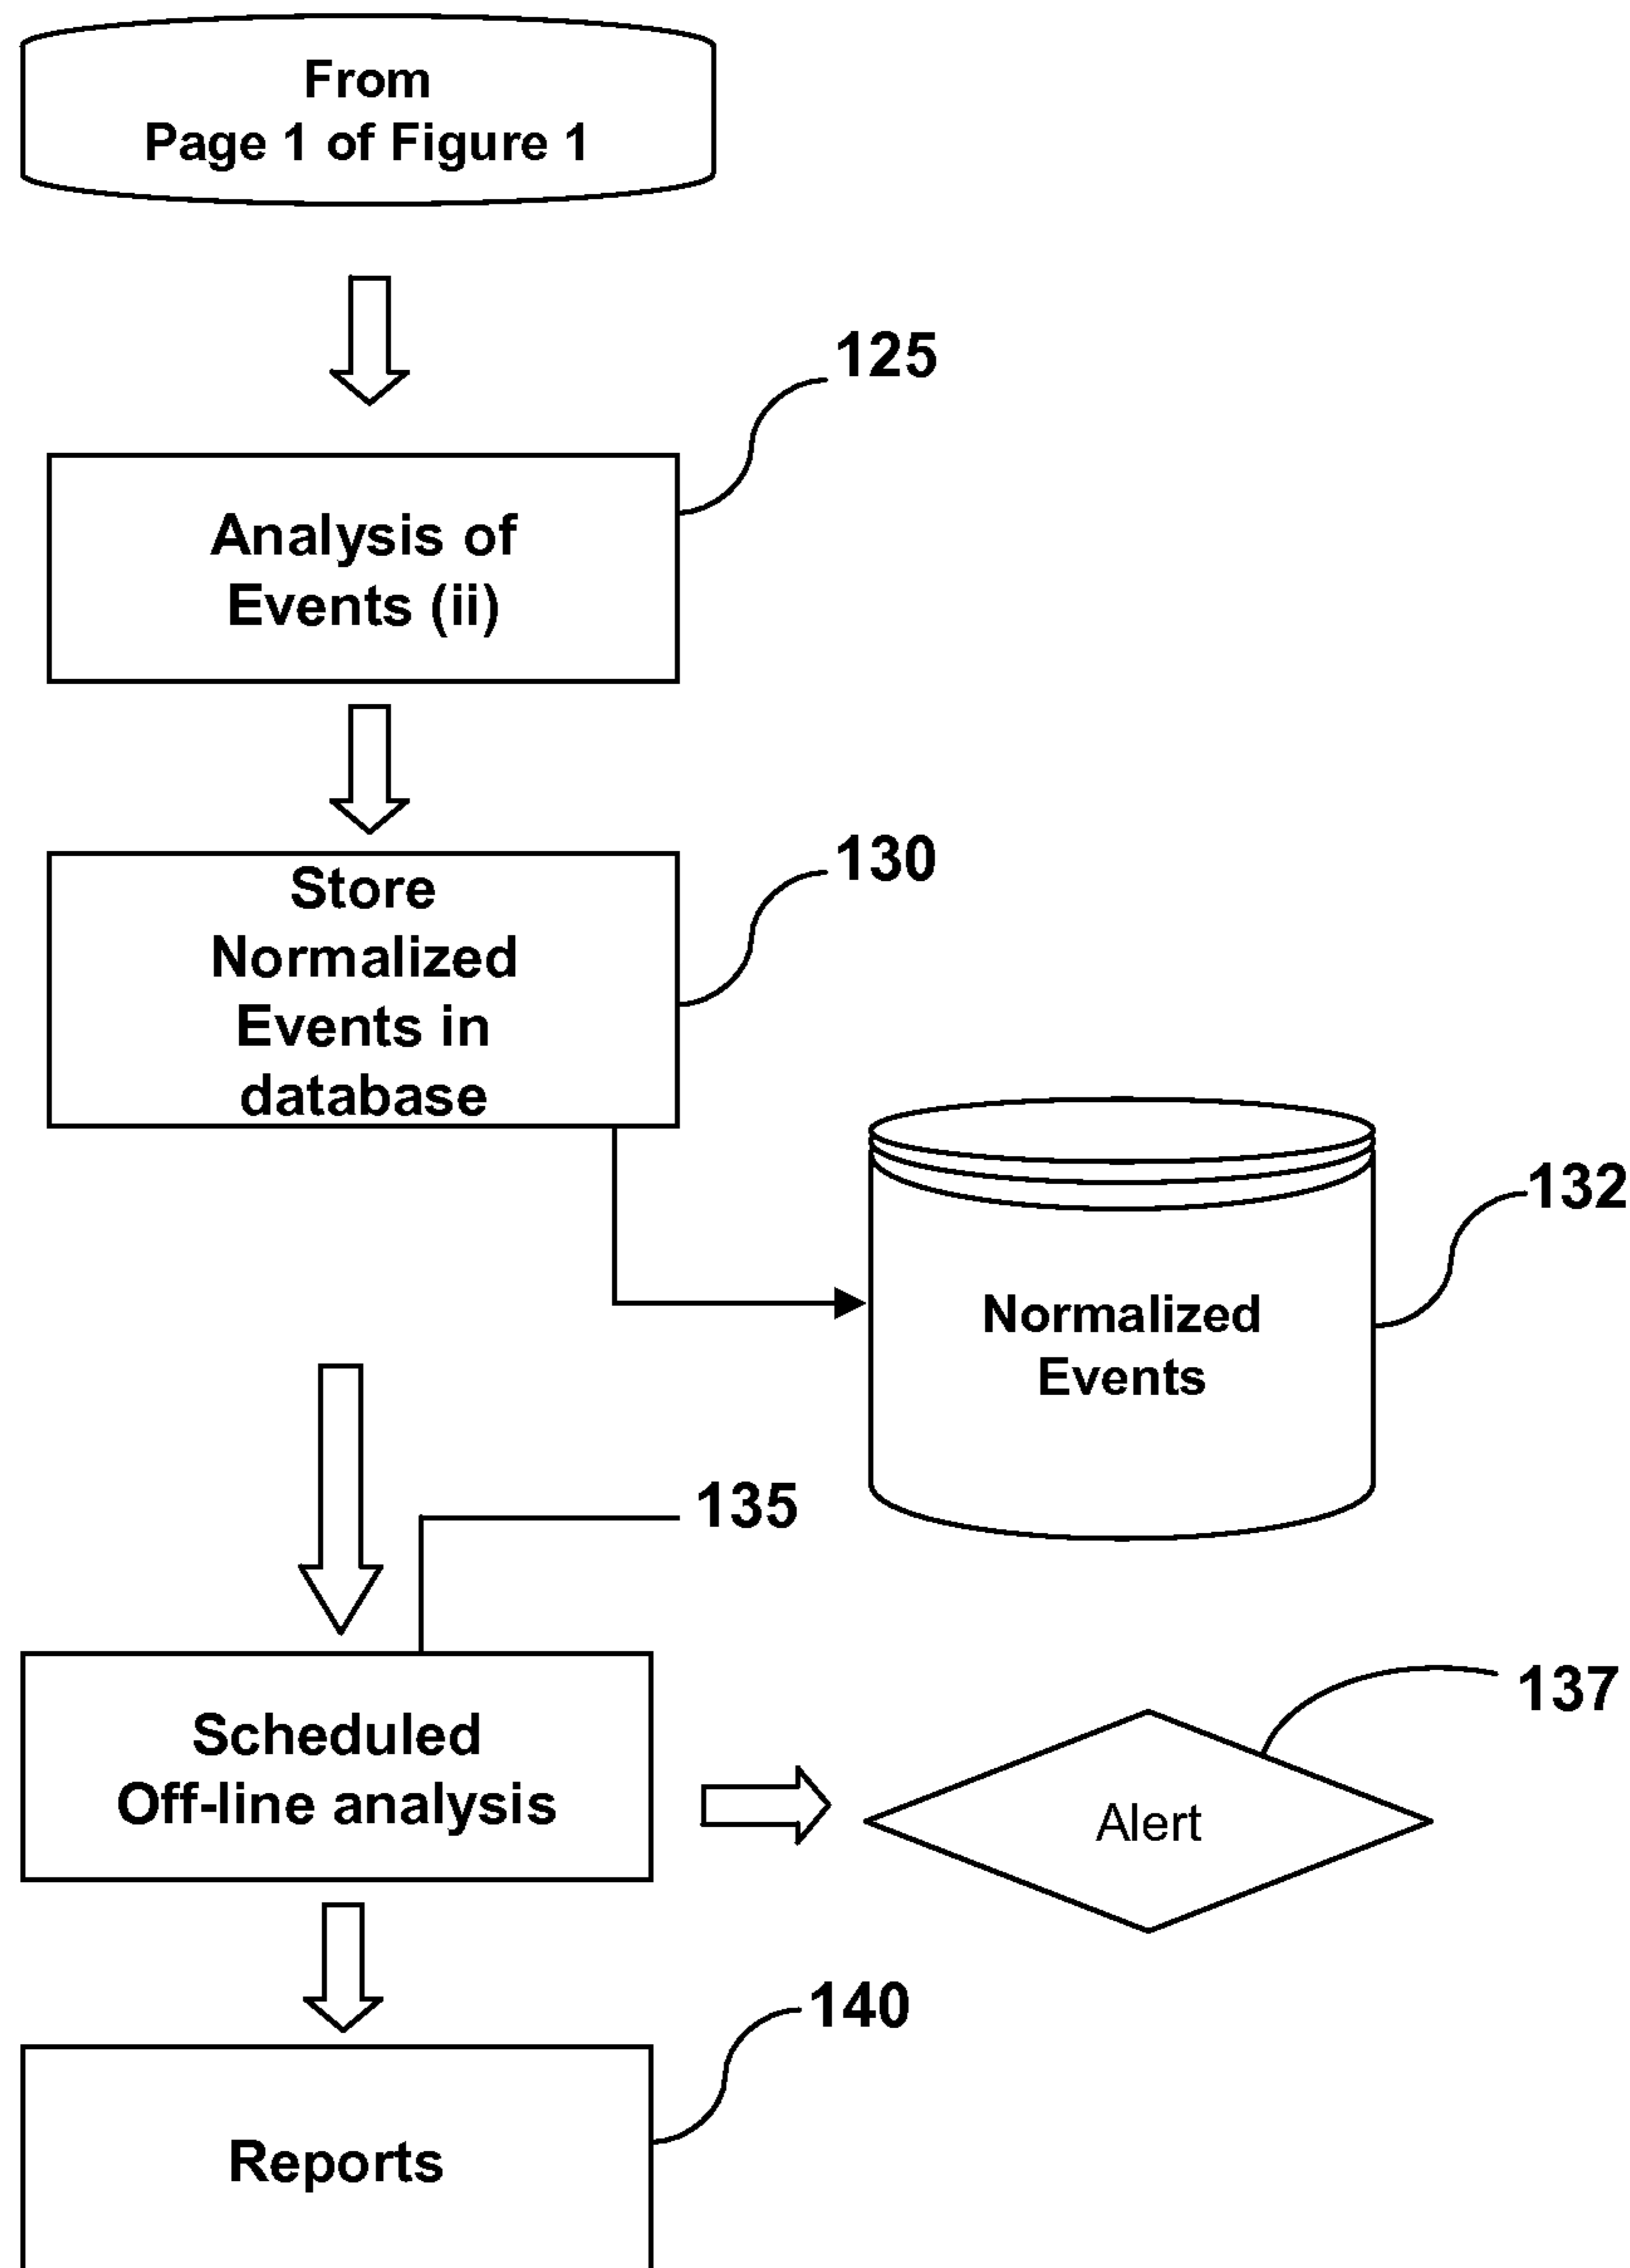 From
Page 1 of Figure 1
125
Analysis of
Events (ii)
130
Store
Normalized
Events in
database
132
Normalized
Events
135
Scheduled
Off-line analysis
137
Alert
140
Reports